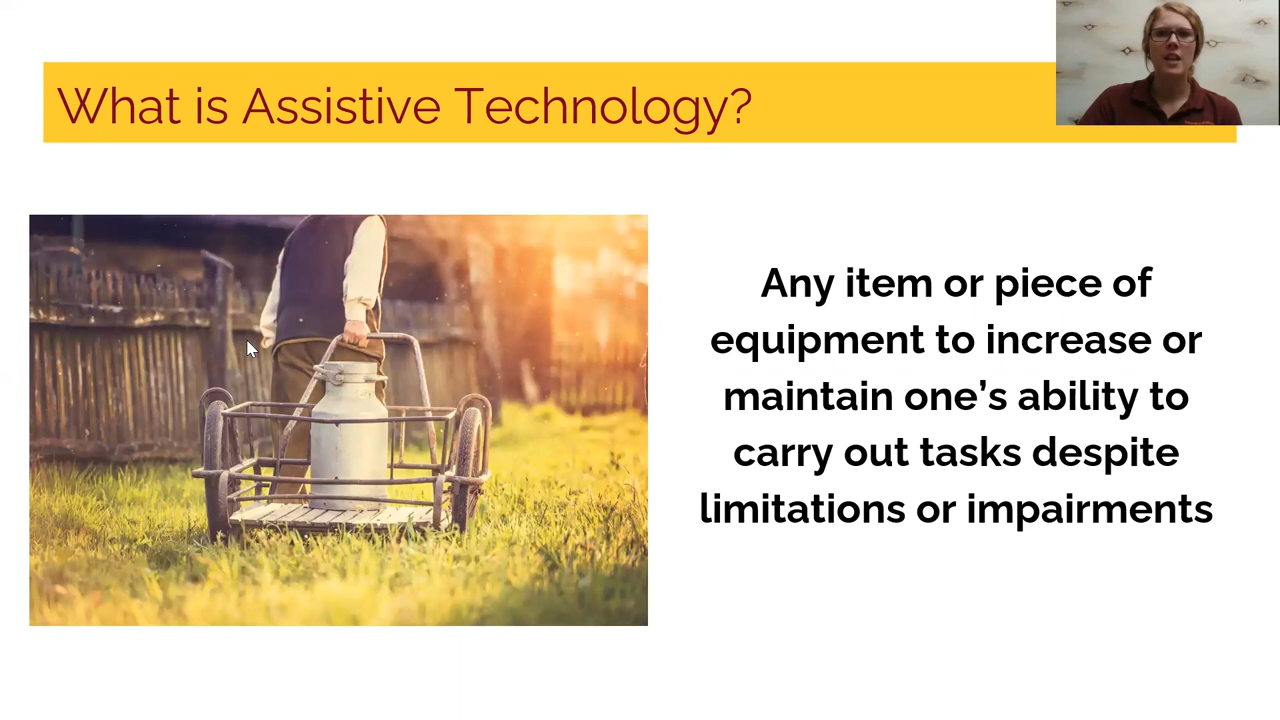 What is Assistive Technology?
Any item or piece of
equipment to increase or
maintain one’s ability to
carry out tasks despite
limitations or impairments